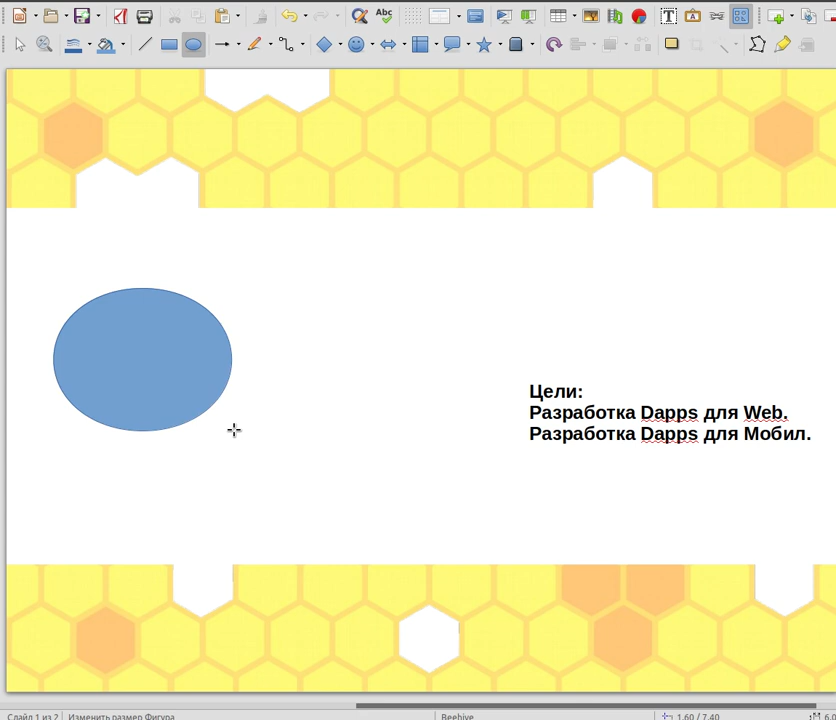 Abc
T
A
Цели:
Разработка Dapps для Web.
Разработка Dapps для Мобил.
Слайд 1 из 2
Изменить размер Фигура
Beehive
1,60 / 7,40